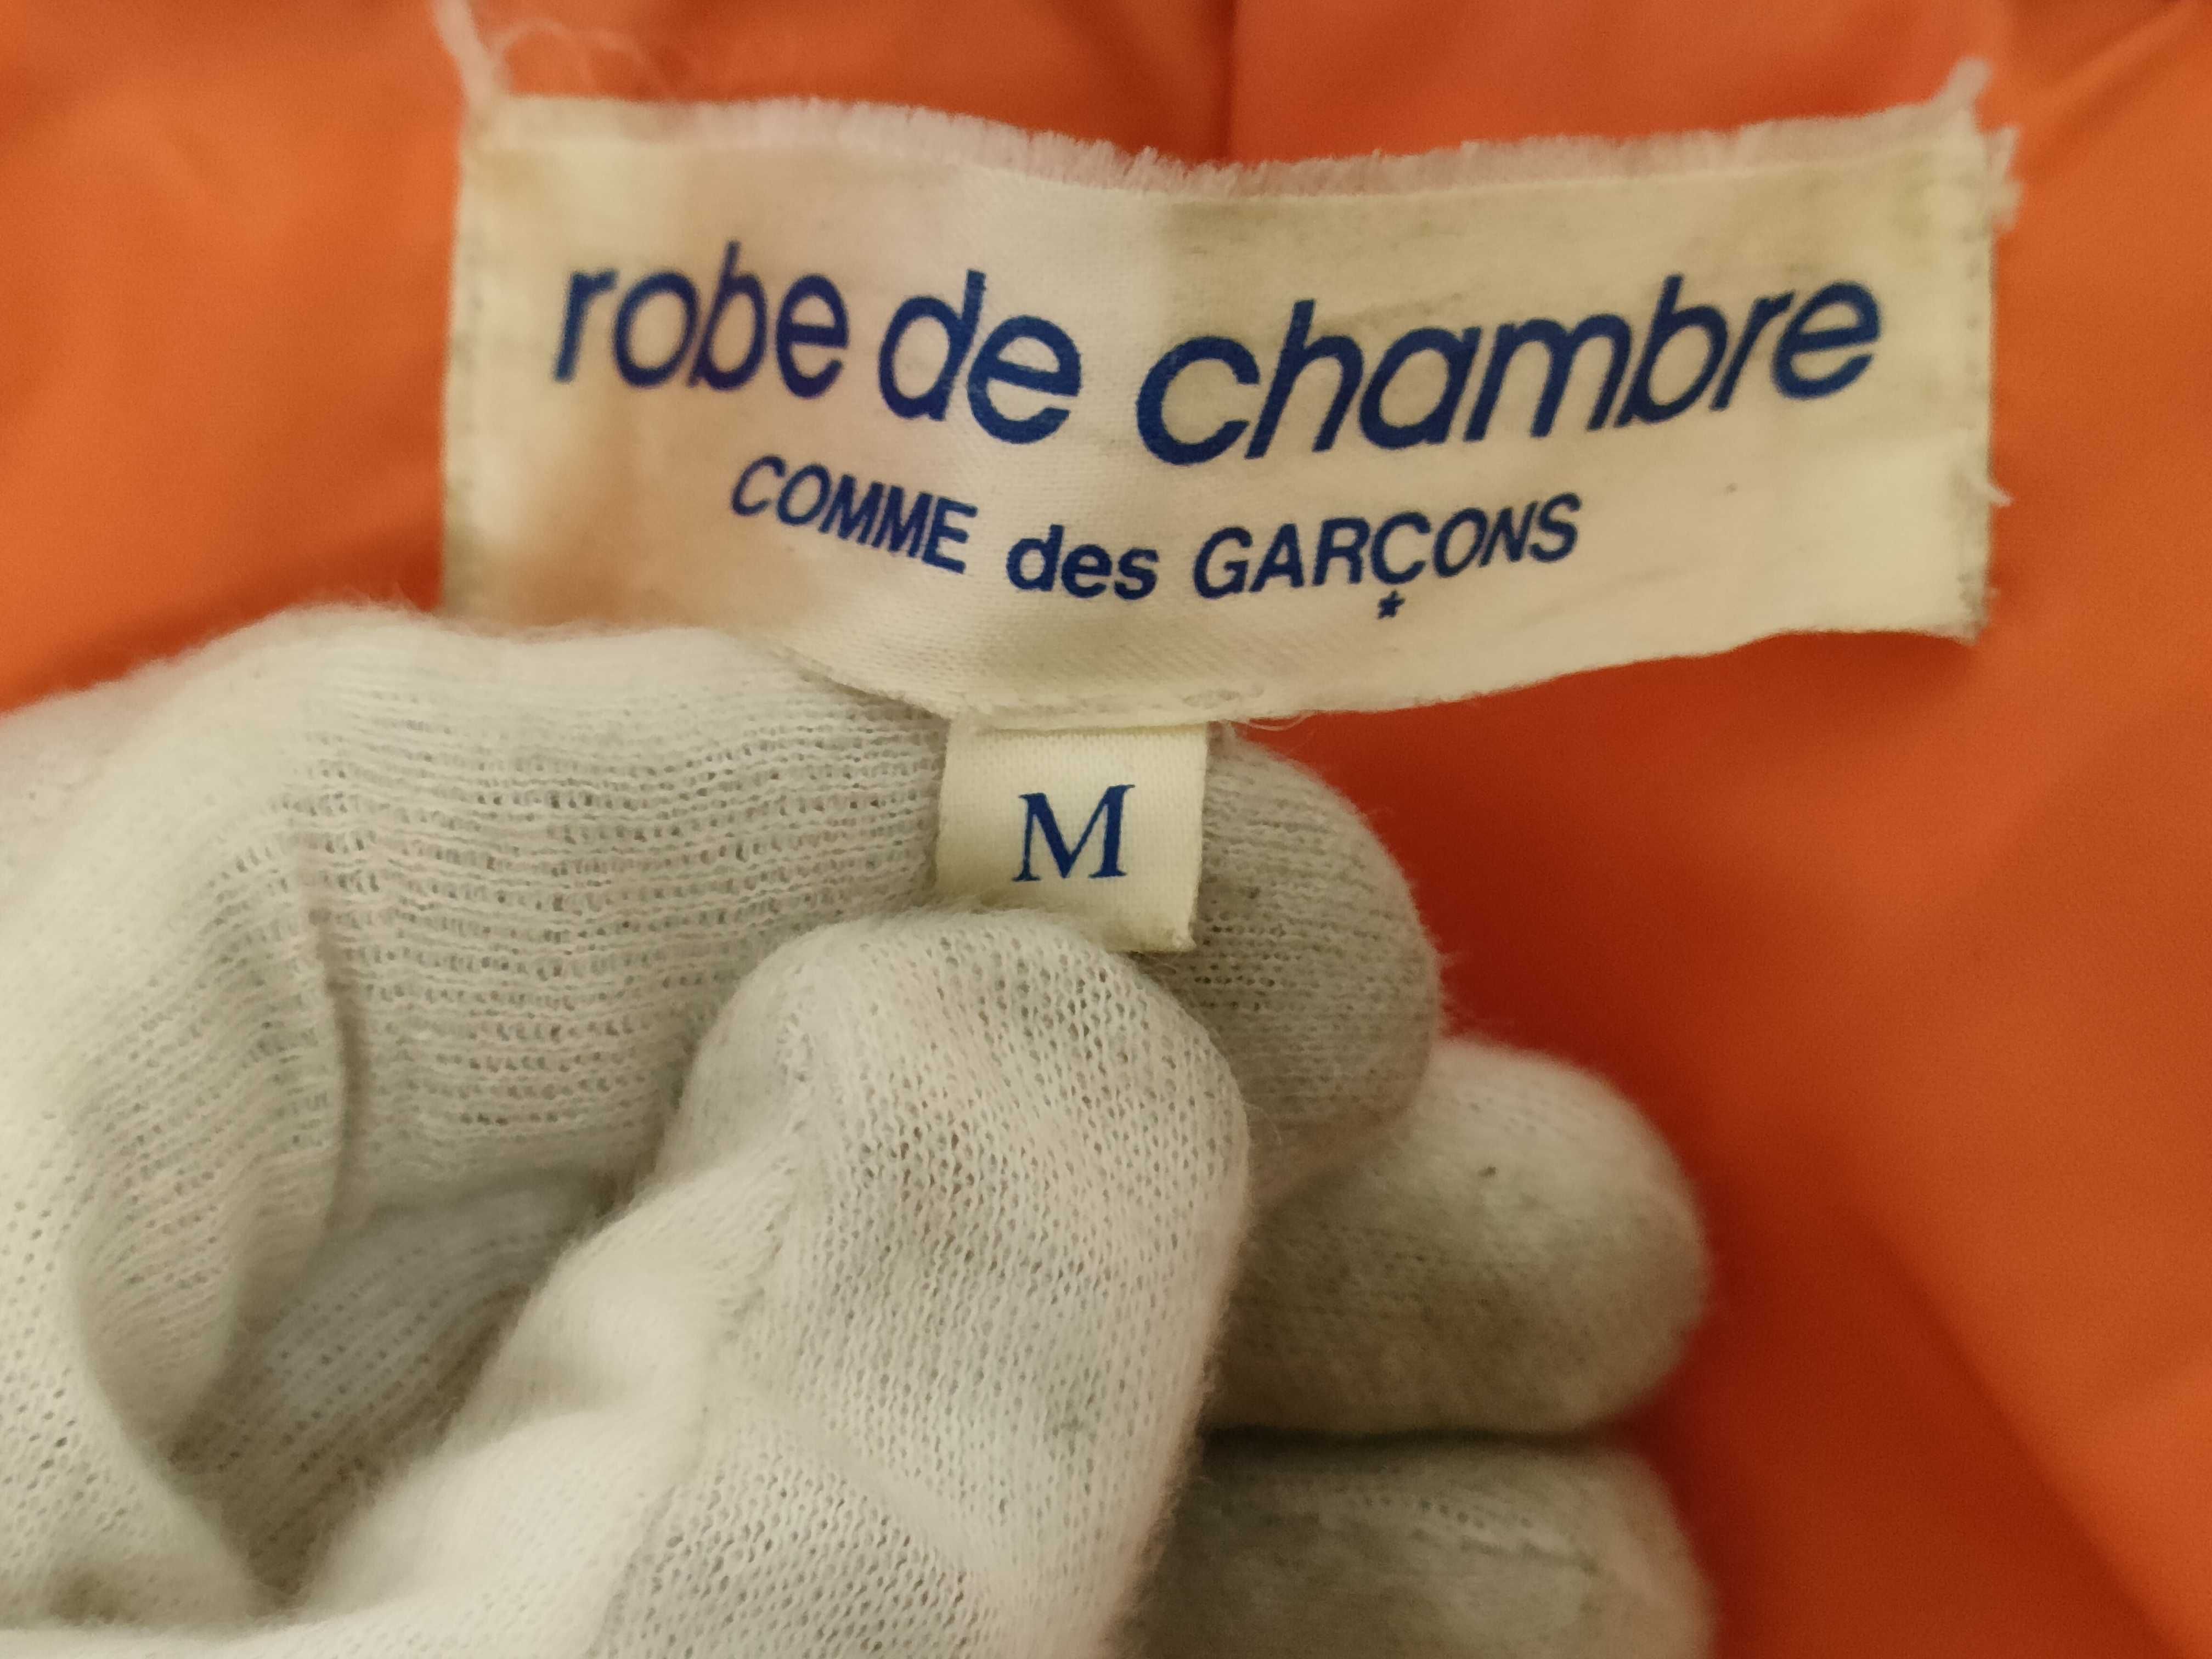 robe de chambre
COMME des GARÇONS
*
M